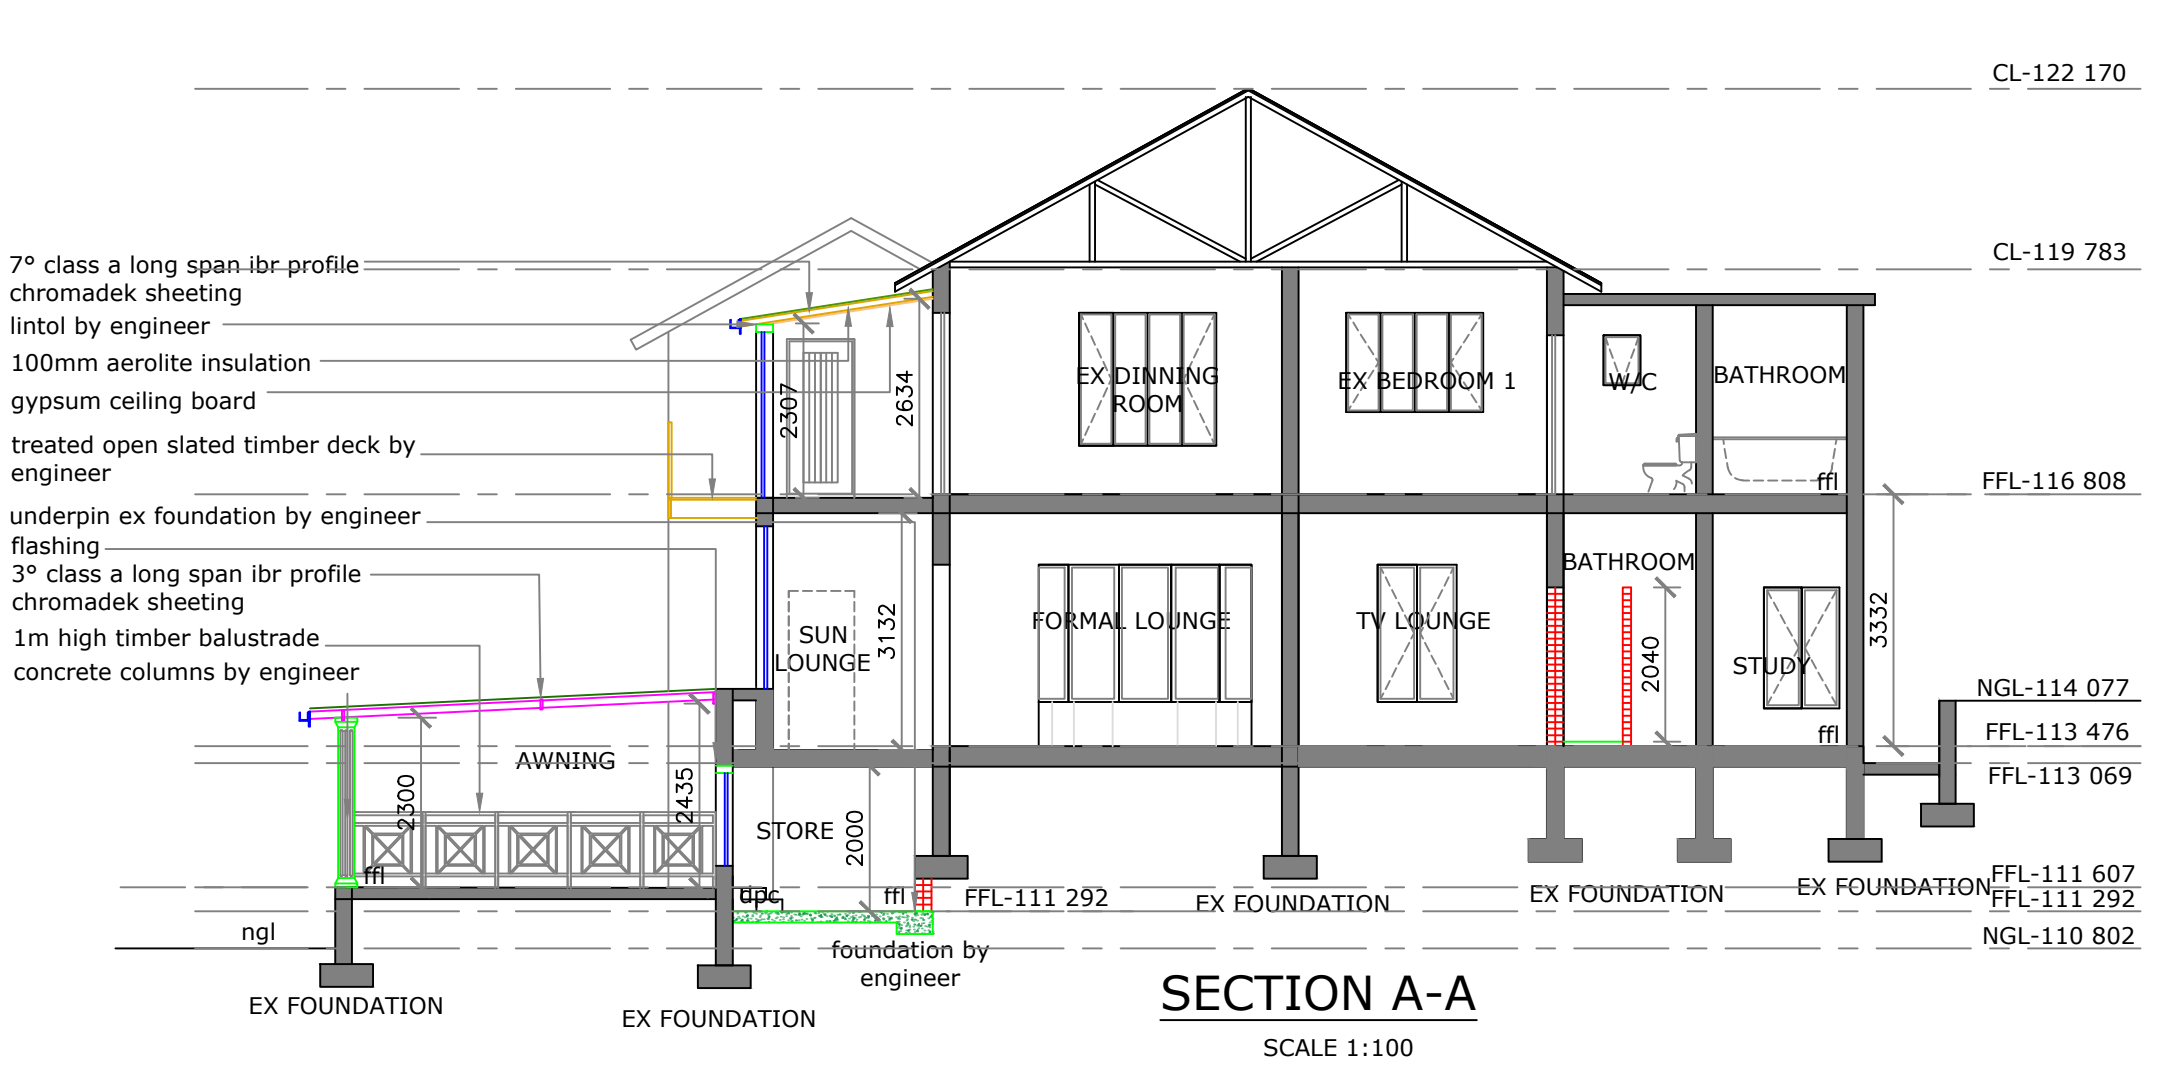 CL-122 170
7° class a long span ibr profile
chromadek sheeting
lintol by engineer
100mm aerolite insulation
gypsum ceiling board
treated open slated timber deck by
engineer
underpin ex foundation by engineer
flashing
3° class a long span ibr profile
chromadek sheeting
1m high timber balustrade
concrete columns by engineer
CL-119 783
2307
2634
EX DINNING
ROOM
EX BEDROOM 1
W/C
BATHROOM
ffl
FFL-116 808
SUN
LOUNGE
3132
FORMAL LOUNGE
TV LOUNGE
BATHROOM
2040
STUDY
3332
ffl
NGL-114 077
FFL-113 476
FFL-113 069
AWNING
2300
2435
STORE
2000
ffl
dpc
ffl
FFL-111 292
EX FOUNDATION
EX FOUNDATION
EX FOUNDATION
FFL-111 607
FFL-111 292
NGL-110 802
ngl
foundation by
engineer
EX FOUNDATION
EX FOUNDATION
SECTION A-A
SCALE 1:100